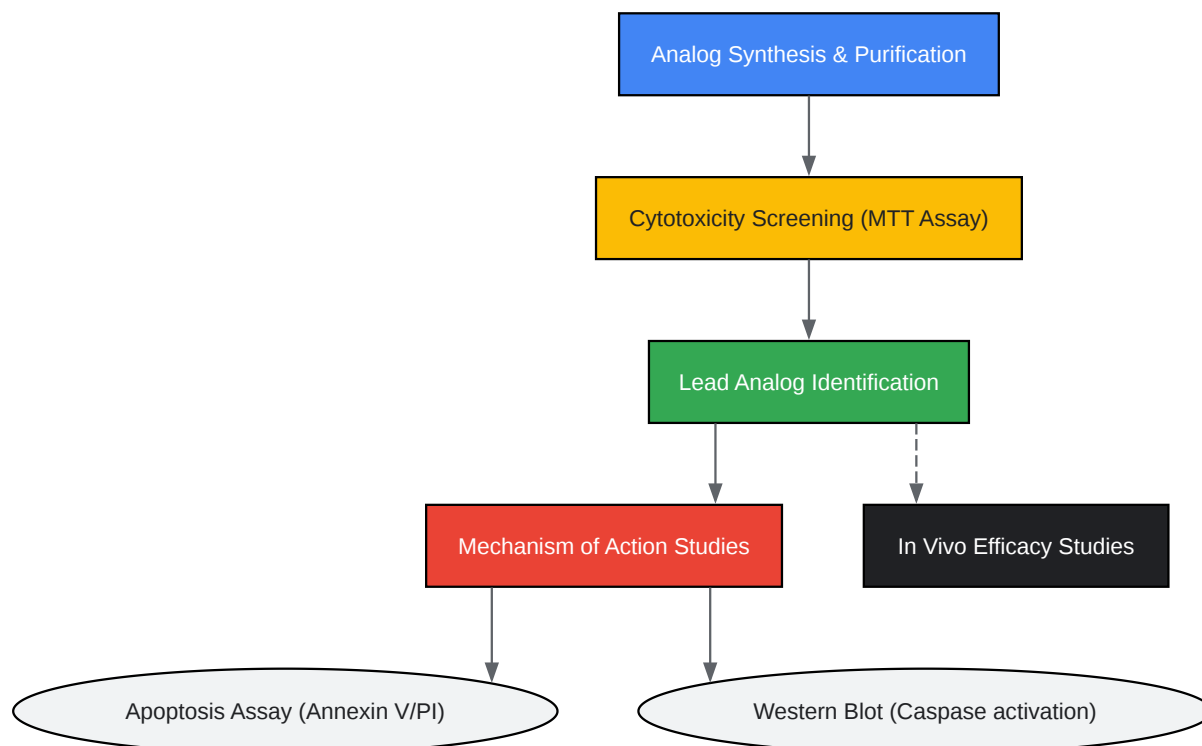 Analog Synthesis & Purification
Cytotoxicity Screening (MTT Assay)
Lead Analog Identification
Mechanism of Action Studies
In Vivo Efficacy Studies
Apoptosis Assay (Annexin V/PI)
Western Blot (Caspase activation)